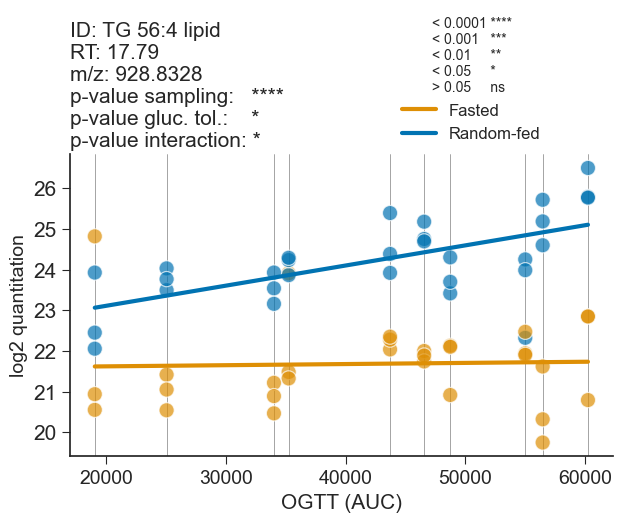 ID: TG 56:4 lipid
RT: 17.79
m/z: 928.8328
p-value sampling: ****
p-value gluc. tol.: *
p-value interaction: *
< 0.0001 ****
< 0.001 ***
< 0.01 **
< 0.05 *
> 0.05 ns
Fasted
Random-fed
log2 quantitation
26
25
24
23
22
21
20
20000 30000 40000 50000 60000
OGTT (AUC)